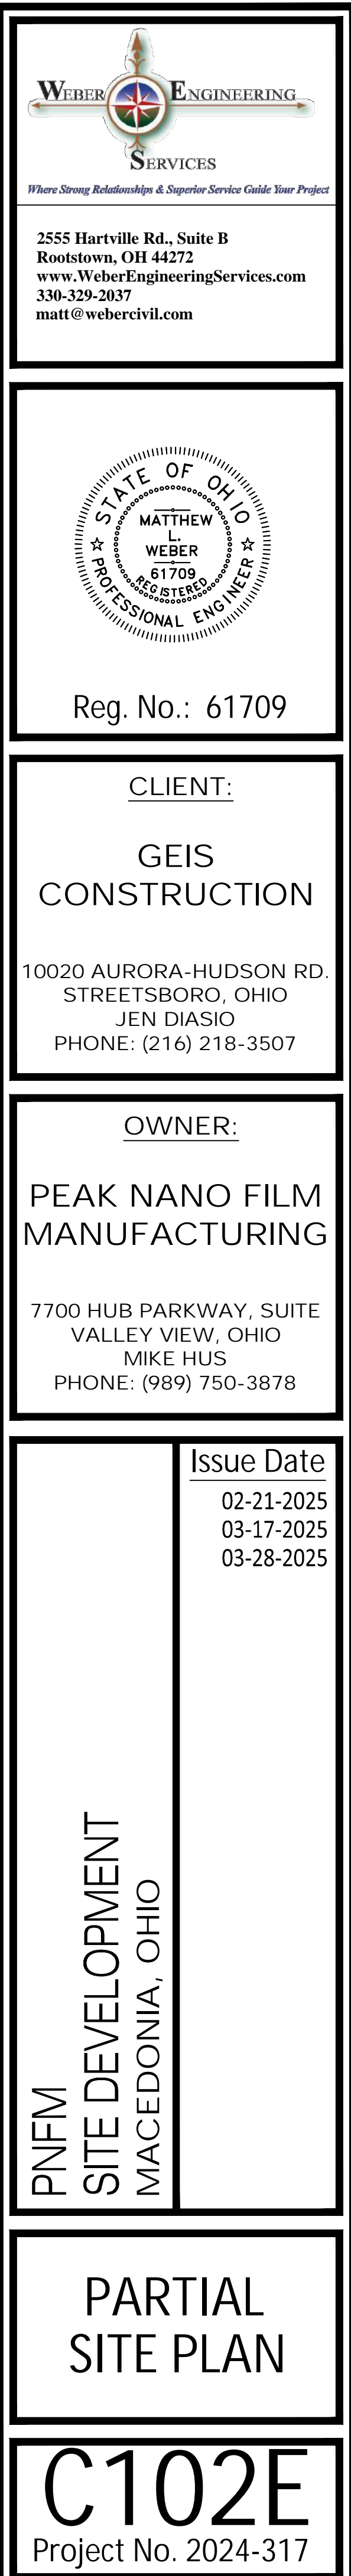 WEBER ENGINEERING
SERVICES
Where Strong Relationships & Superior Service Guide Your Project
2555 Hartville Rd., Suite B
Rootstown, OH 44272
www.WeberEngineeringServices.com
330-329-2037
matt@webercivil.com
STATE OF OHIO
MATTHEW
L.
WEBER
61709
REGISTERED
PROFESSIONAL ENGINEER
Reg. No.: 61709
CLIENT:
GEIS
CONSTRUCTION
10020 AURORA-HUDSON RD.
STREETSBORO, OHIO
JEN DIASIO
PHONE: (216) 218-3507
OWNER:
PEAK NANO FILM
MANUFACTURING
7700 HUB PARKWAY, SUITE
VALLEY VIEW, OHIO
MIKE HUS
PHONE: (989) 750-3878
PNFM
SITE DEVELOPMENT
MACEDONIA, OHIO
Issue Date
02-21-2025
03-17-2025
03-28-2025
PARTIAL
SITE PLAN
C102E
Project No. 2024-317